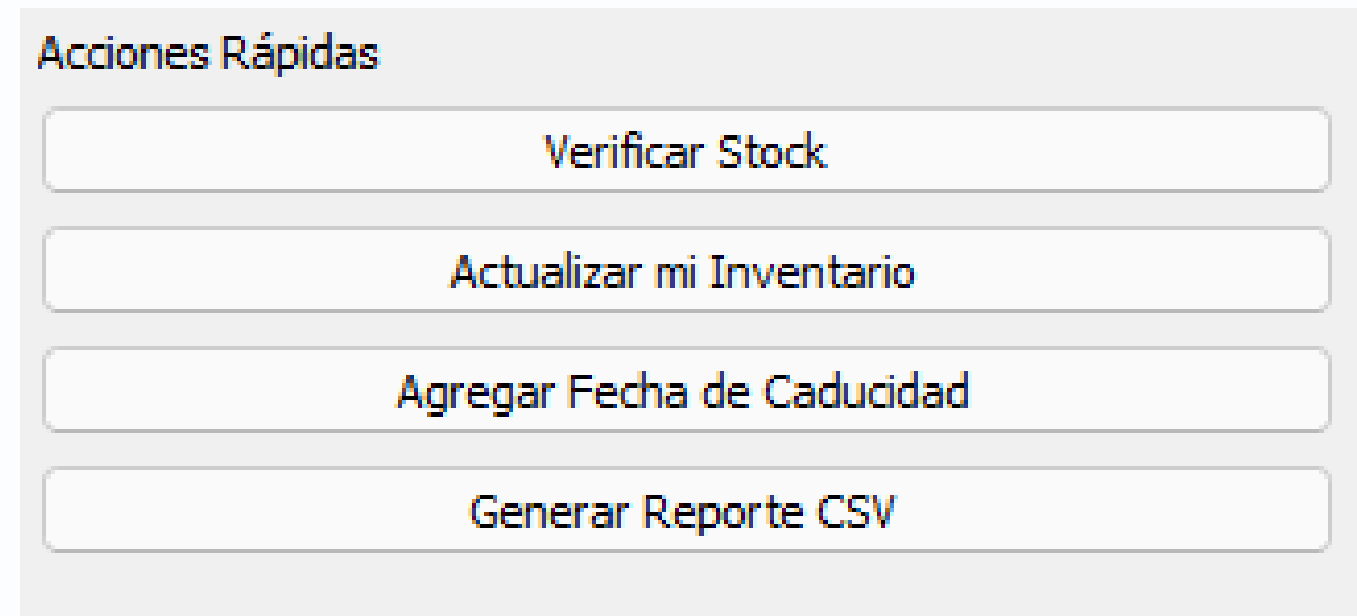 Acciones Rápidas
Verificar Stock
Actualizar mi Inventario
Agregar Fecha de Caducidad
Generar Reporte CSV